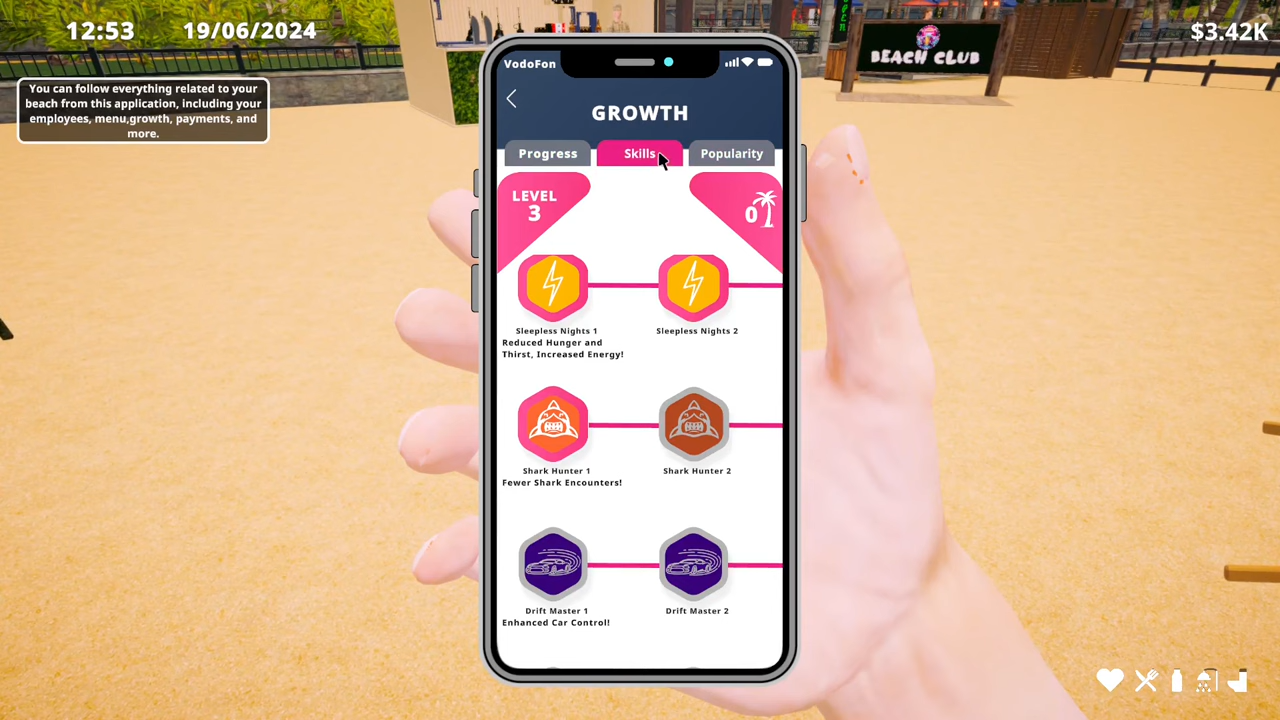 12:53
19/06/2024
$3.42K
You can follow everything related to your
beach from this application, including your
employees, menu,growth, payments, and
more.
BEACH CLUB
VodoFon
GROWTH
Progress
Skills
Popularity
LEVEL
3
0
Sleepless Nights 1
Reduced Hunger and
Thirst, Increased Energy!
Sleepless Nights 2
Shark Hunter 1
Fewer Shark Encounters!
Shark Hunter 2
Drift Master 1
Enhanced Car Control!
Drift Master 2